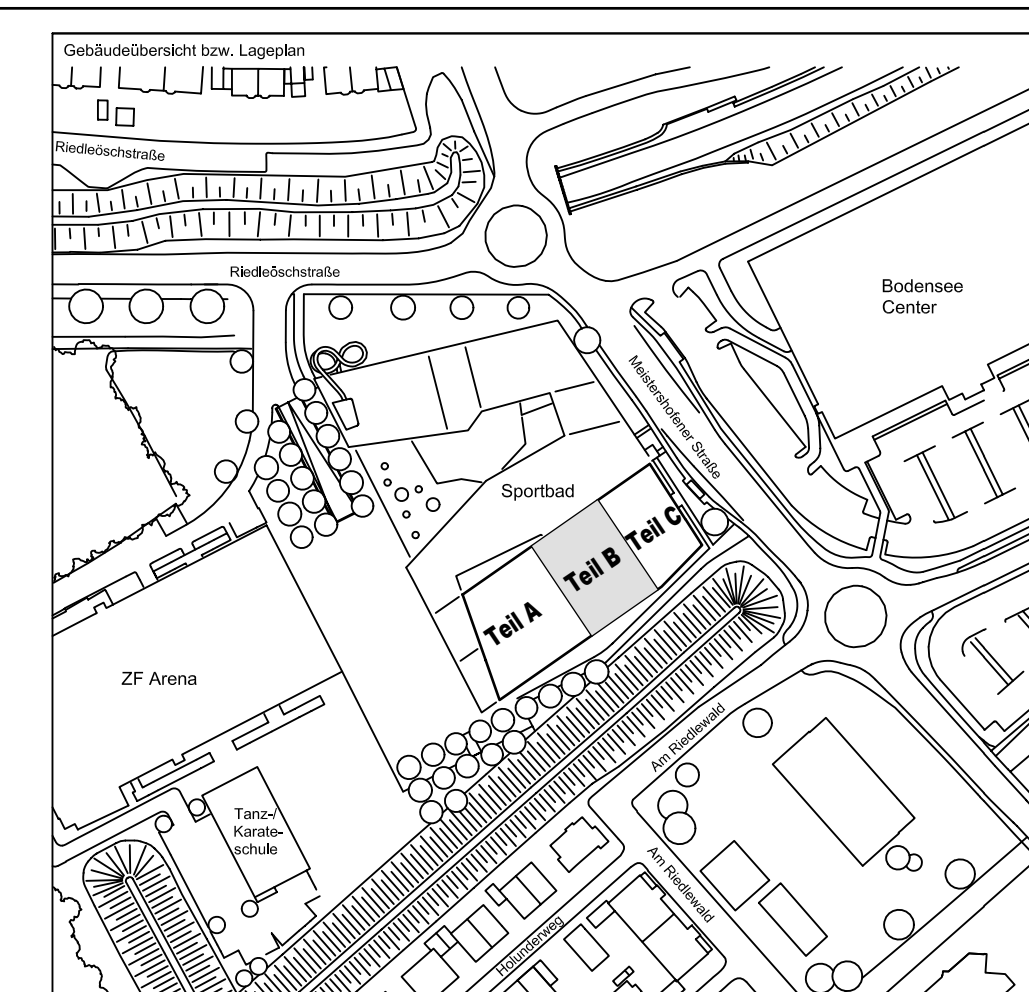 Gebäudeübersicht bzw. Lageplan
Riedleöschstraße
Riedleöschstraße
Bodensee
Center
Meistershofener Straße
Sportbad
Teil C
Teil B
Teil A
ZF Arena
Am Riedlewald
Tanz-/
Karate-
schule
Am Riedlewald
Holunderweg